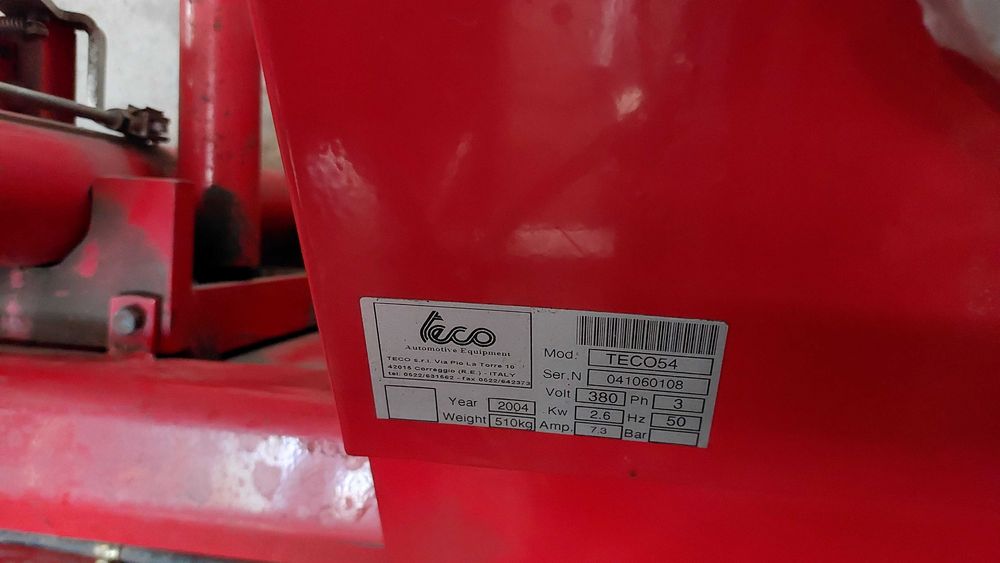 teco
Automotive Equipment
TECO s.r.l. Via Pio La Torre 10
42015 Correggio (R.E.) - ITALY
tel: 0522/631562 - fax 0522/642373
Mod. TECO54
Ser.N 041060108
Volt 380 Ph 3
Year 2004 Kw 2.6 Hz 50
Weight 510kg Amp. 7.3 Bar